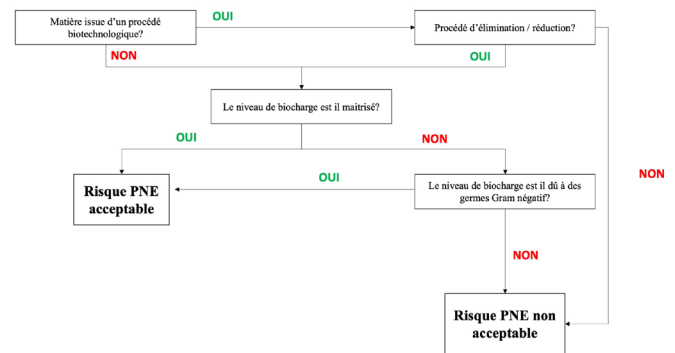 Matière issue d'un procédé
biotechnologique?
OUI
Procédé d'élimination / réduction?
NON
OUI
Le niveau de biocharge est il maitrisé?
OUI
NON
Risque PNE
acceptable
OUI
Le niveau de biocharge est il dû à des
germes Gram négatif?
NON
NON
Risque PNE non
acceptable